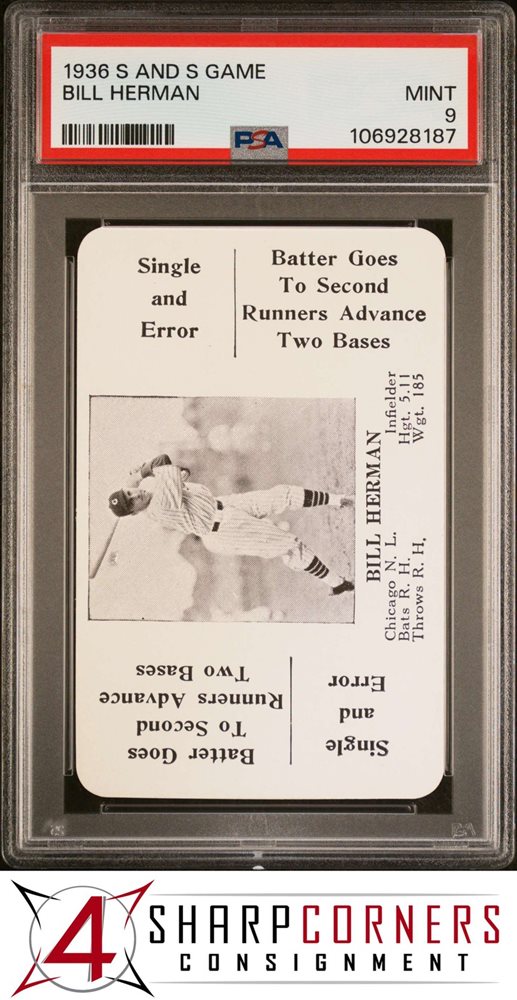 1936 S AND S GAME
BILL HERMAN
MINT
9
106928187
PSA
Single
and
Error
Batter Goes
To Second
Runners Advance
Two Bases
BILL HERMAN
Chicago N. L. Infielder
Bats R. H. Hgt. 5.11
Throws R. H. Wgt. 185
Single
and
Error
Batter Goes
To Second
Runners Advance
Two Bases
4 SHARPCORNERS
CONSIGNMENT